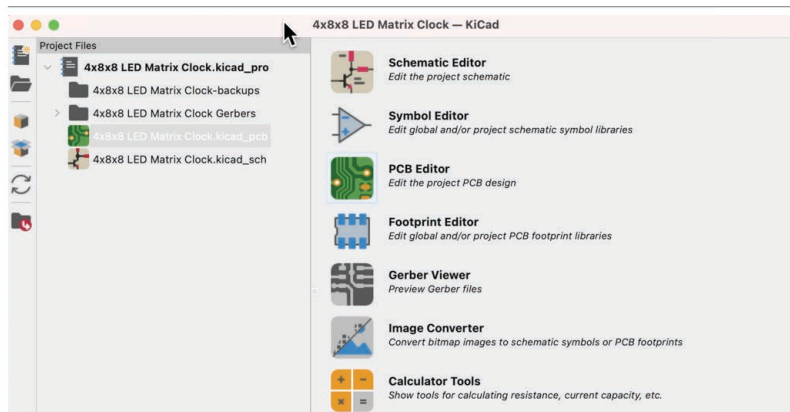 4x8x8 LED Matrix Clock — KiCad
Project Files
4x8x8 LED Matrix Clock.kicad_pro
4x8x8 LED Matrix Clock-backups
4x8x8 LED Matrix Clock Gerbers
4x8x8 LED Matrix Clock.kicad_pcb
4x8x8 LED Matrix Clock.kicad_sch
Schematic Editor
Edit the project schematic
Symbol Editor
Edit global and/or project schematic symbol libraries
PCB Editor
Edit the project PCB design
Footprint Editor
Edit global and/or project PCB footprint libraries
Gerber Viewer
Preview Gerber files
Image Converter
Convert bitmap images to schematic symbols or PCB footprints
Calculator Tools
Show tools for calculating resistance, current capacity, etc.